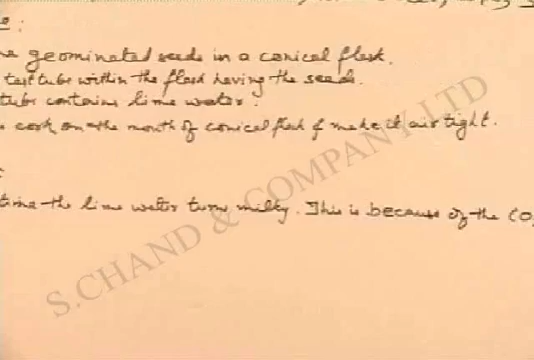 geominated seeds in a conical flask.
test tube within the flask having the seeds.
tube contains lime water.
cork on the mouth of conical flask & make it air tight.
time the lime water turns milky. This is because of the CO
S.CHAND & COMPANY LTD